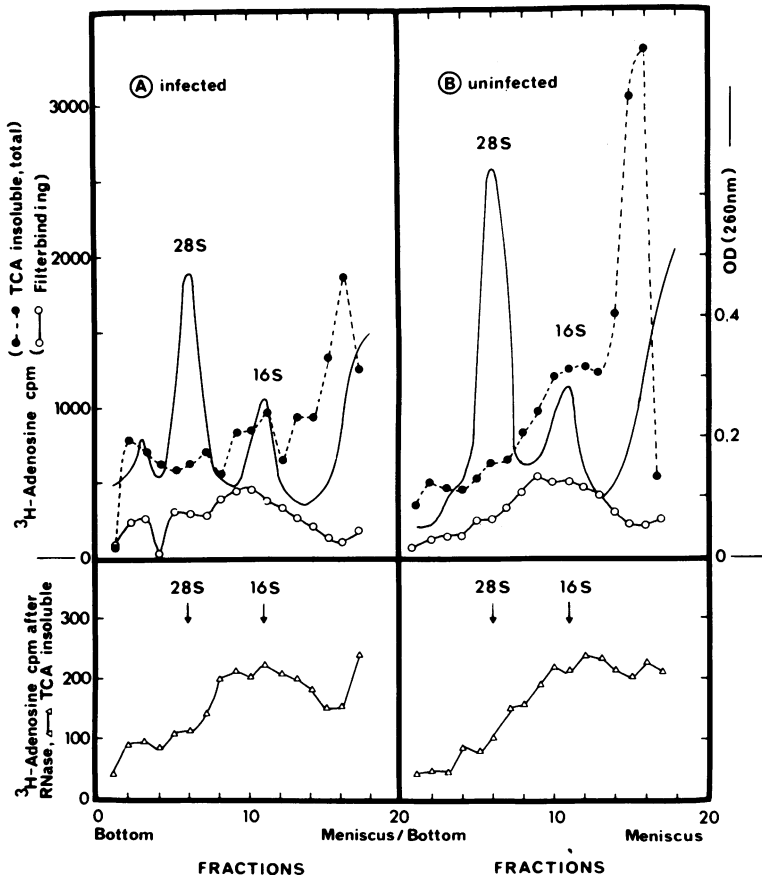 A infected
B uninfected
3000
2000
1000
0
³H-Adenosine cpm (●--● TCA insoluble, total)
(○—○ Filterbinding)
28S
16S
28S
16S
OD (260nm)
0.4
0.2
0
300
200
100
0
³H-Adenosine cpm after
RNase, △—△ TCA insoluble
28S
16S
28S
16S
0
10
20
10
20
Bottom
Meniscus/Bottom
Meniscus
FRACTIONS
FRACTIONS